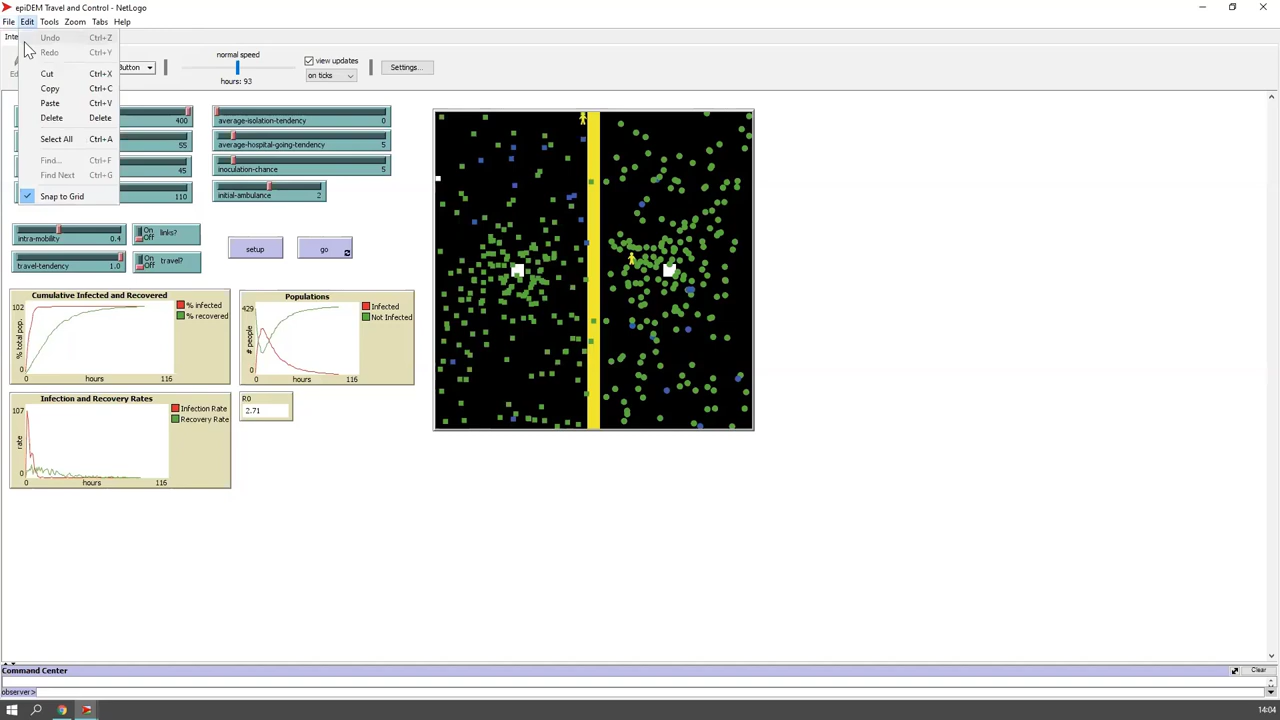 epiDEM Travel and Control - NetLogo
File Edit Tools Zoom Tabs Help
Inte
Undo Ctrl+Z
Redo Ctrl+Y
Cut Ctrl+X
Copy Ctrl+C
Paste Ctrl+V
Delete Delete
Select All Ctrl+A
Find... Ctrl+F
Find Next Ctrl+G
Snap to Grid
Ed
Button
normal speed
hours: 93
view updates
on ticks
Settings...
400
55
45
110
average-isolation-tendency 0
average-hospital-going-tendency 5
inoculation-chance 5
initial-ambulance 2
intra-mobility 0.4
On
Off
links?
travel-tendency 1.0
On
Off
travel?
setup
go
Cumulative Infected and Recovered
102
% total pop.
0
0
hours
116
% infected
% recovered
Populations
429
# people
0
0
hours
116
Infected
Not Infected
Infection and Recovery Rates
107
rate
0
0
hours
116
Infection Rate
Recovery Rate
R0
2.71
Command Center
Clear
observer>
14:04